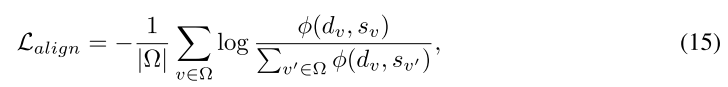 $\mathcal{L}_{align} = -\frac{1}{|\Omega|} \sum_{v \in \Omega} \log \frac{\phi(d_v, s_v)}{\sum_{v' \in \Omega} \phi(d_v, s_{v'})},$ (15)